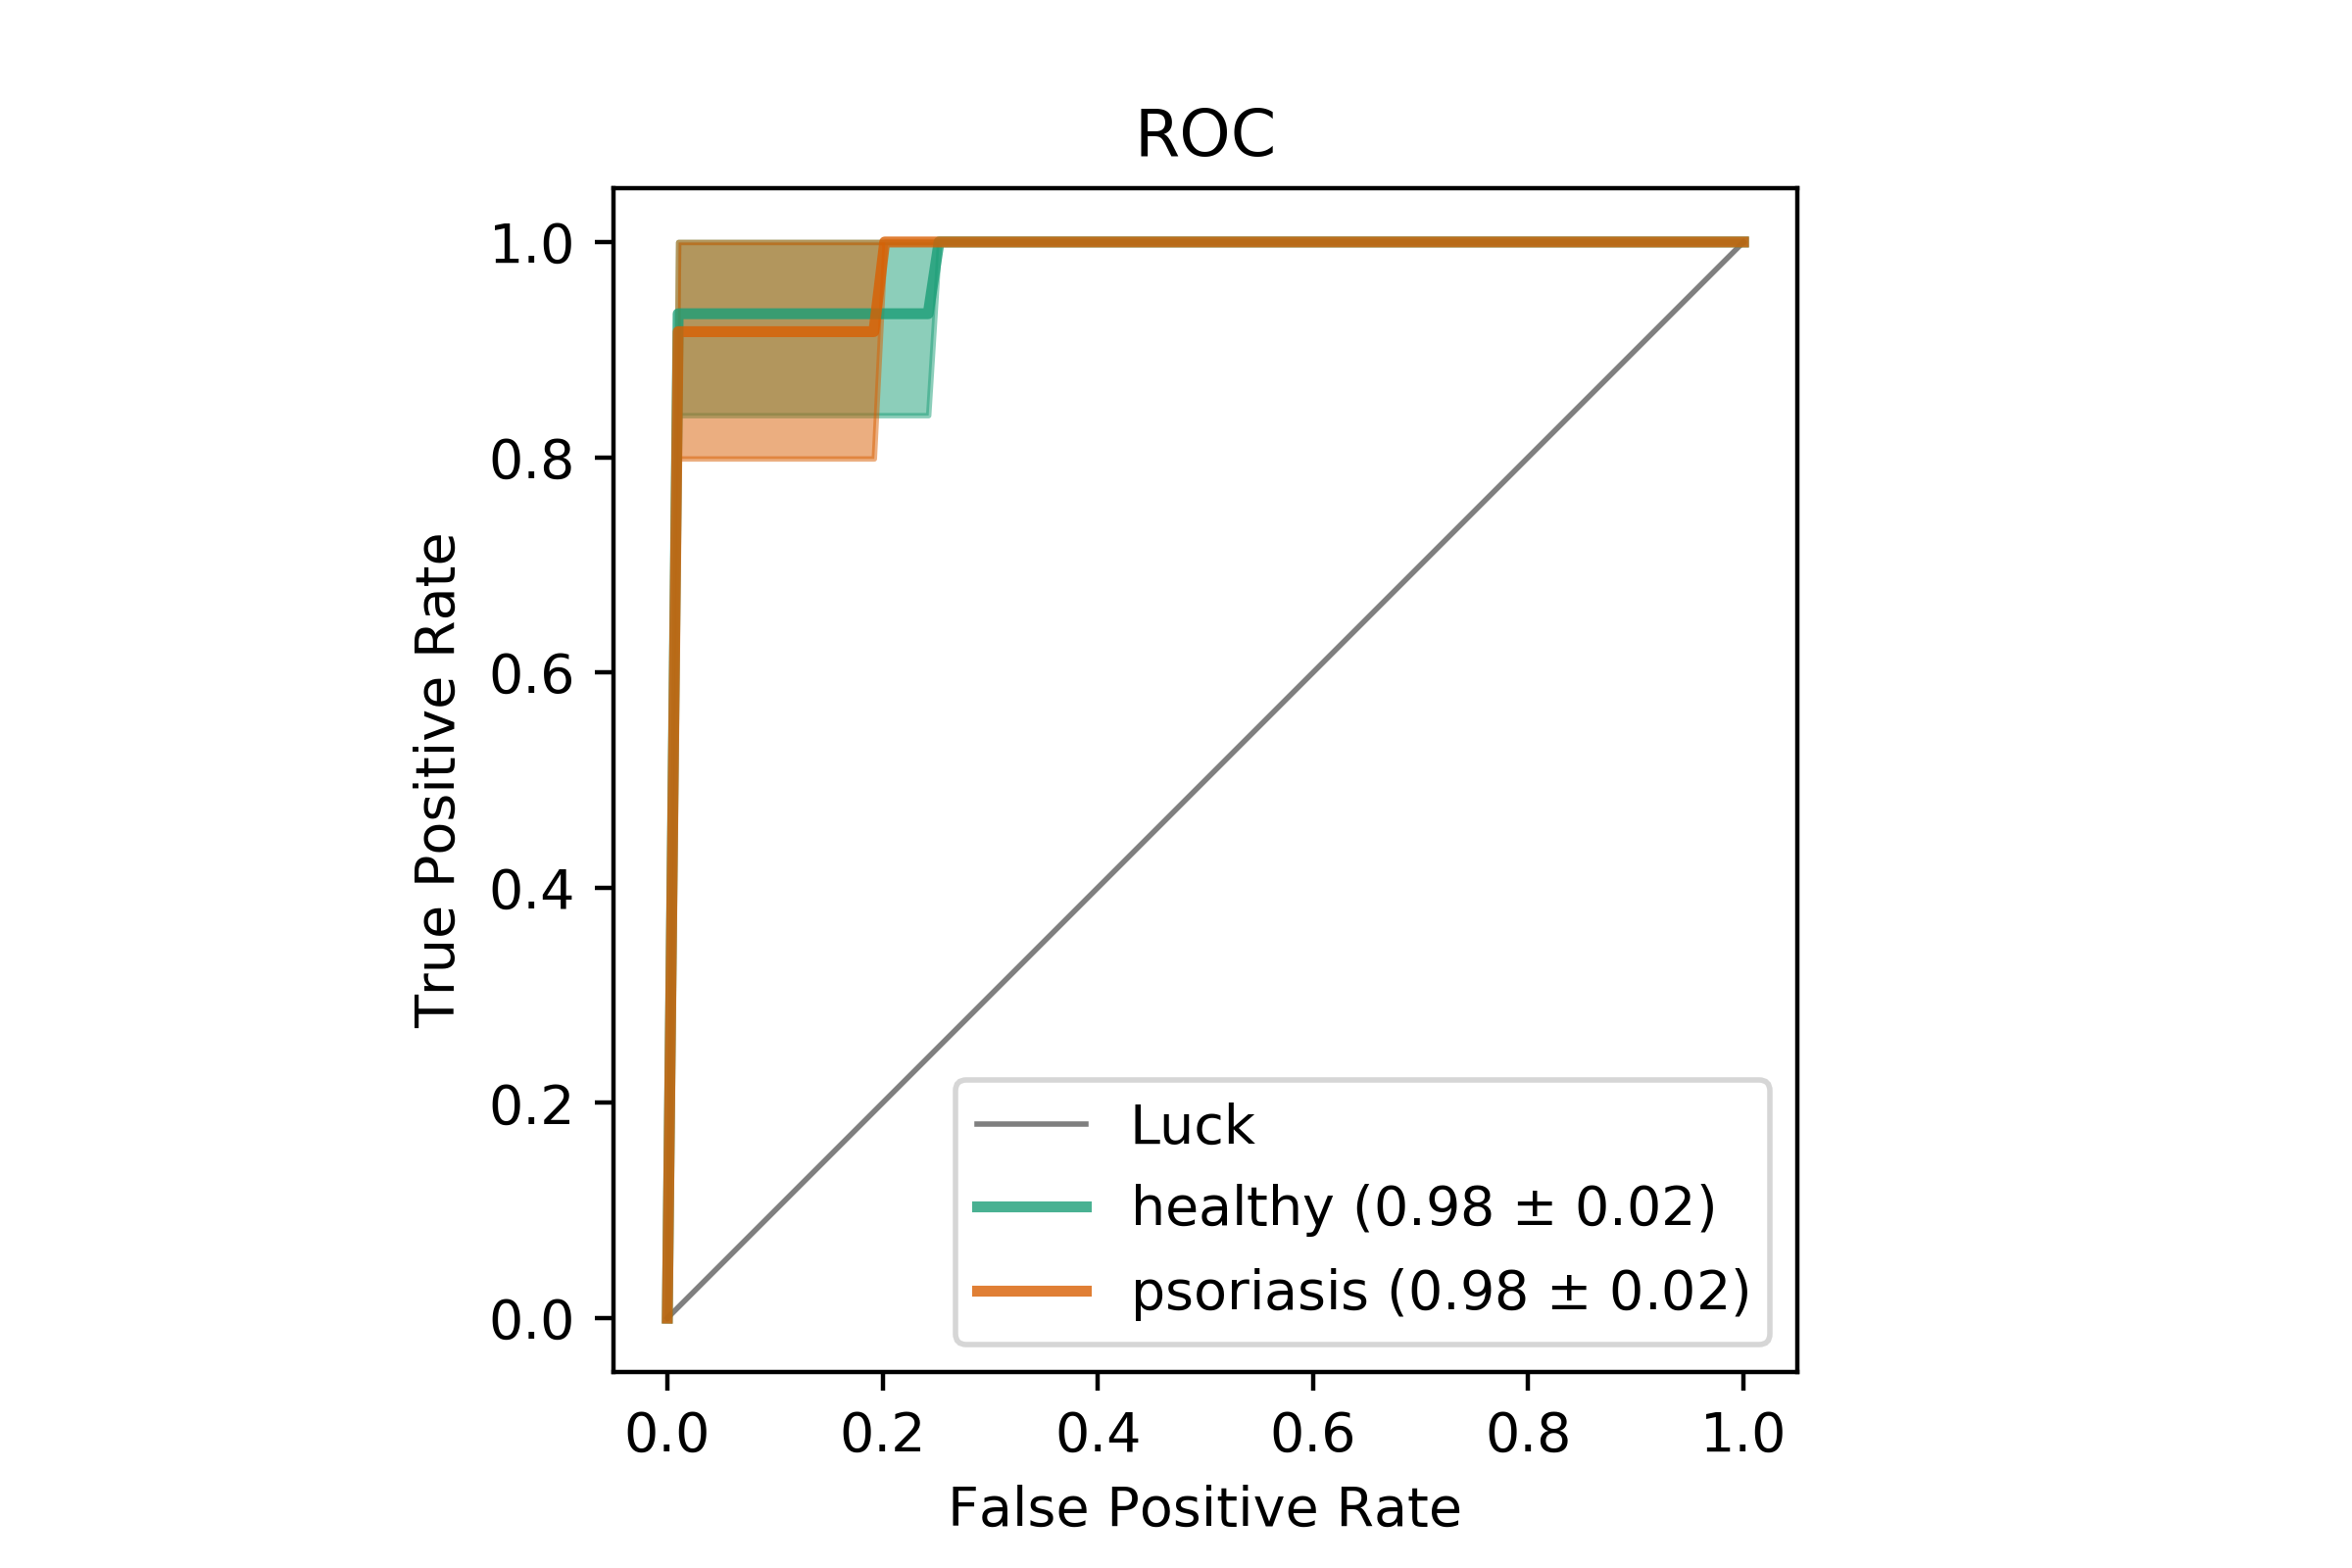 ROC
True Positive Rate
1.0
0.8
0.6
0.4
0.2
0.0
Luck
healthy (0.98 ± 0.02)
psoriasis (0.98 ± 0.02)
0.0 0.2 0.4 0.6 0.8 1.0
False Positive Rate